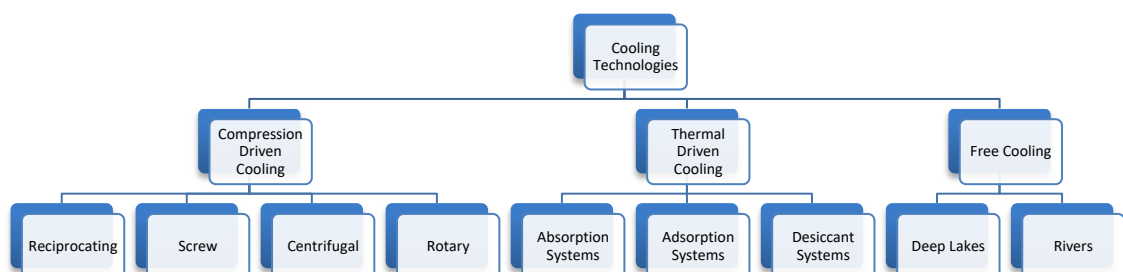 Cooling
Technologies
Compression
Driven
Cooling
Thermal
Driven
Cooling
Free Cooling
Reciprocating
Screw
Centrifugal
Rotary
Absorption
Systems
Adsorption
Systems
Desiccant
Systems
Deep Lakes
Rivers